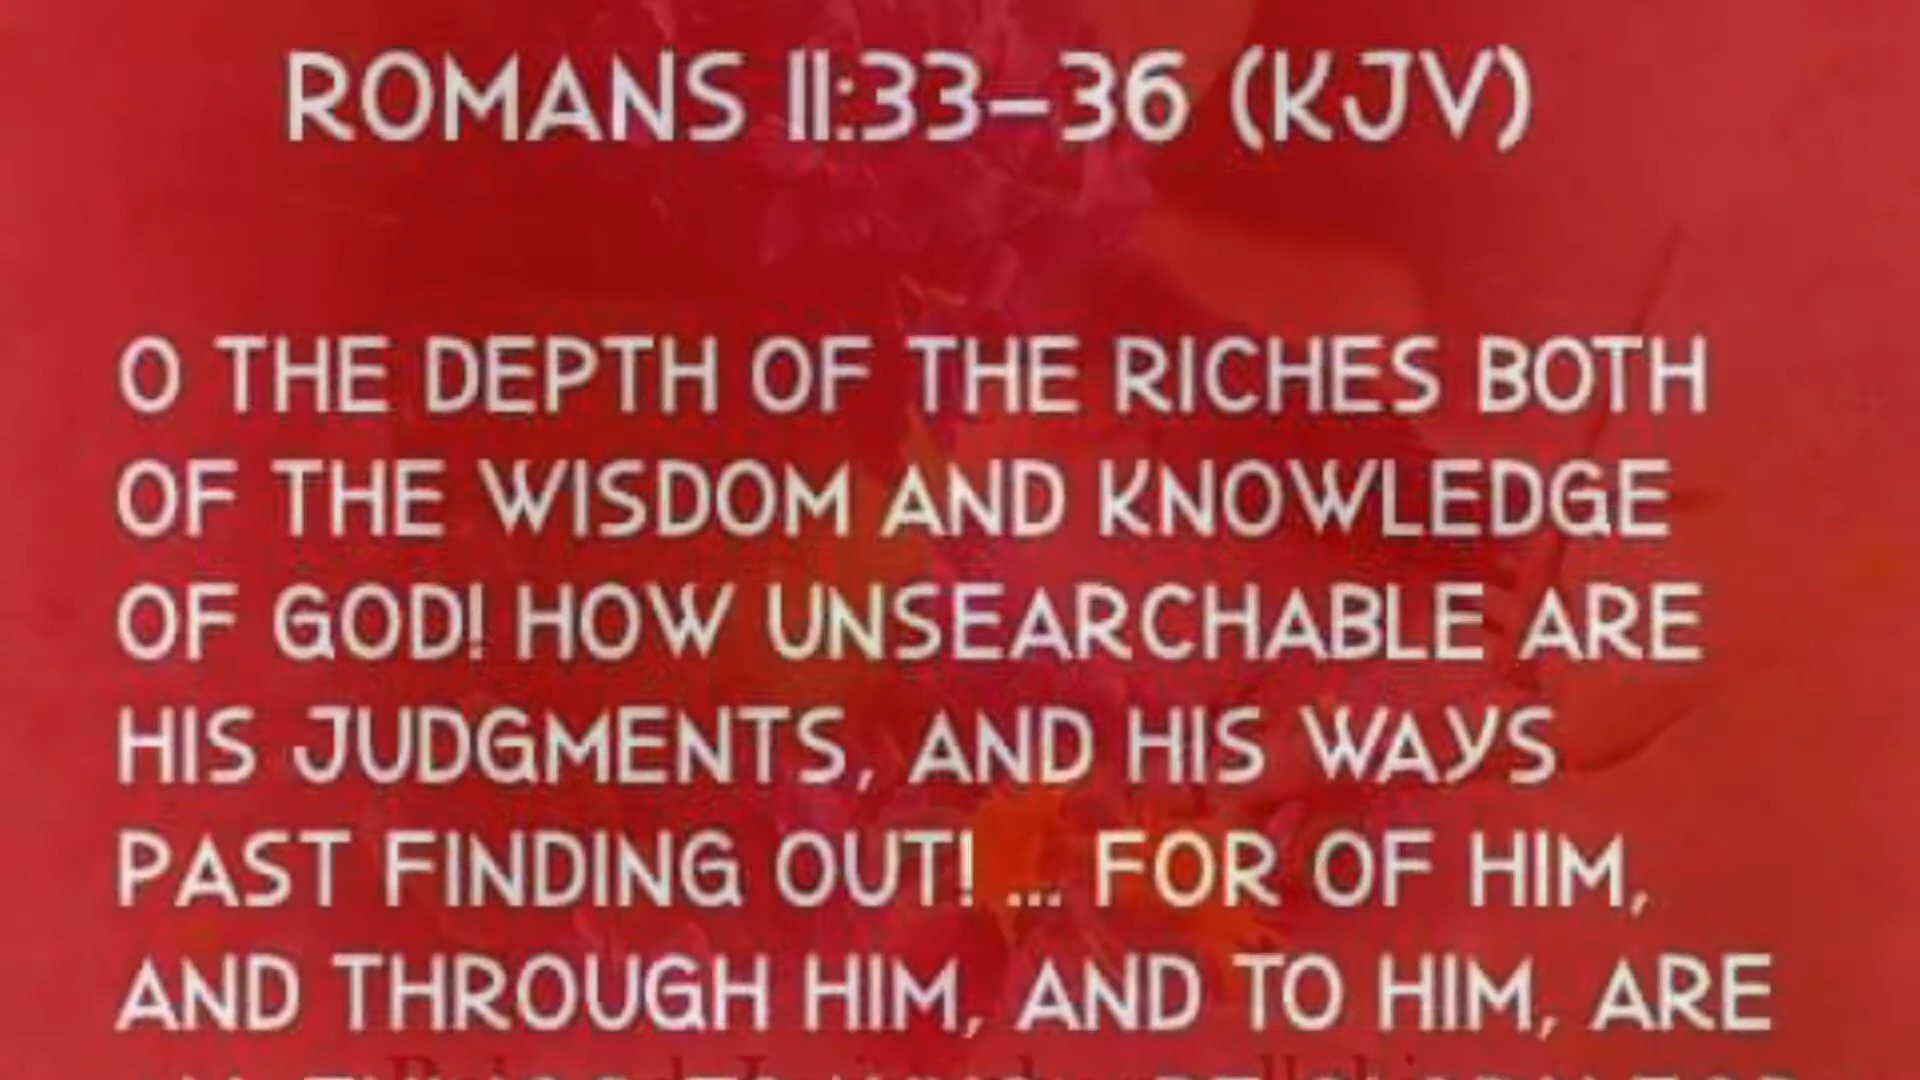 ROMANS 11:33–36 (KJV)
O THE DEPTH OF THE RICHES BOTH
OF THE WISDOM AND KNOWLEDGE
OF GOD! HOW UNSEARCHABLE ARE
HIS JUDGMENTS, AND HIS WAYS
PAST FINDING OUT! ... FOR OF HIM,
AND THROUGH HIM, AND TO HIM, ARE